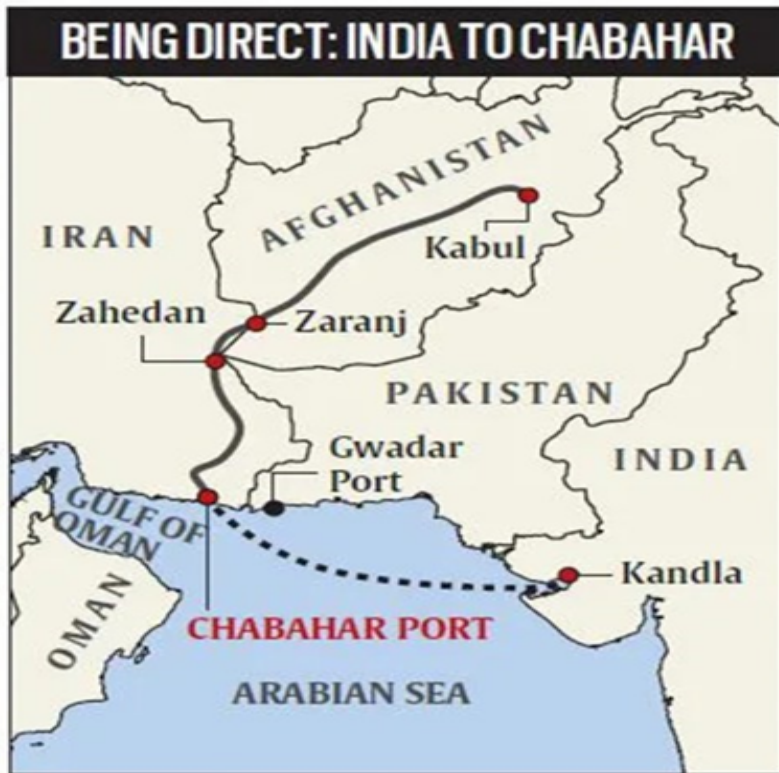 BEING DIRECT: INDIA TO CHABAHAR
AFGHANISTAN
IRAN
Kabul
Zahedan
Zaranj
PAKISTAN
Gwadar
Port
INDIA
GULF OF
OMAN
Kandla
OMAN
CHABAHAR PORT
ARABIAN SEA